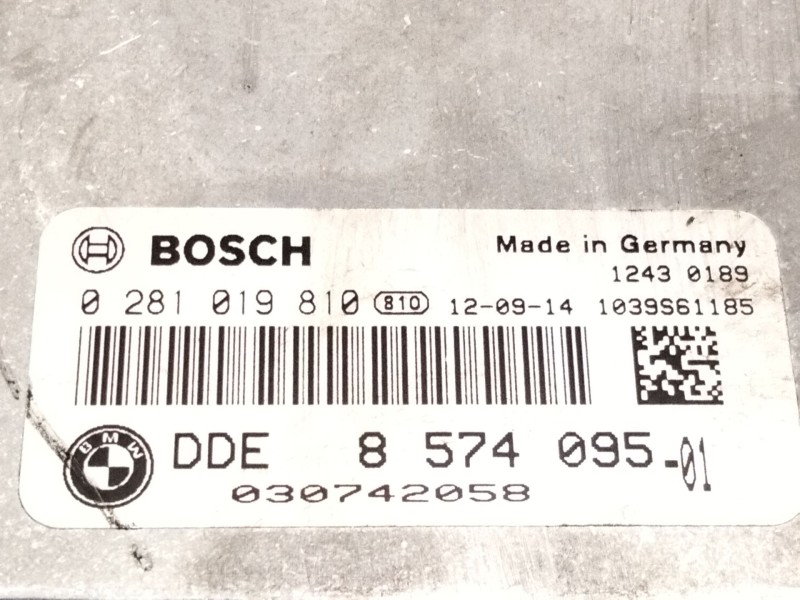 BOSCH Made in Germany
1243 0189
0 281 019 810 810 12-09-14 1039S61185
BMW DDE 8 574 095-01
030742058